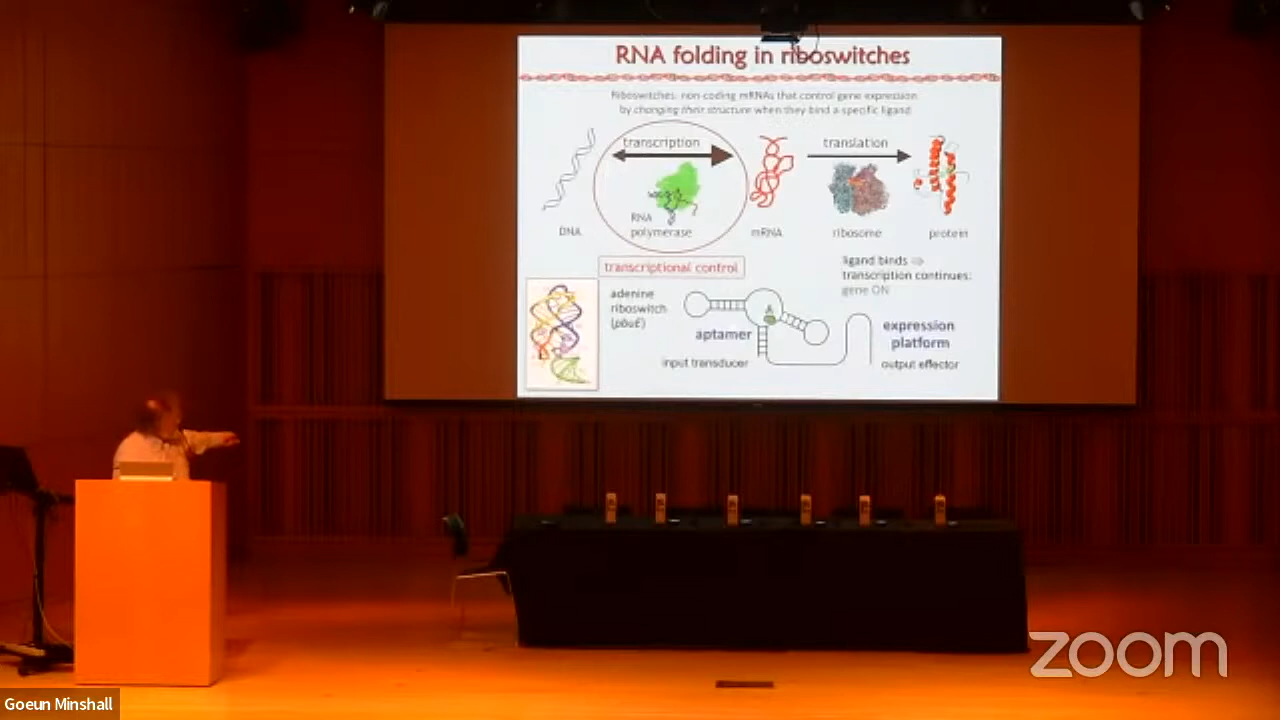 RNA folding in riboswitches
Riboswitches: non-coding mRNAs that control gene expression
by changing their structure when they bind a specific ligand
transcription
translation
RNA
polymerase
DNA
mRNA
ribosome
protein
transcriptional control
ligand binds ⇒
transcription continues:
gene ON
adenine
riboswitch
(pbuE)
A
aptamer
expression
platform
input transducer
output effector
zoom
Goeun Minshall